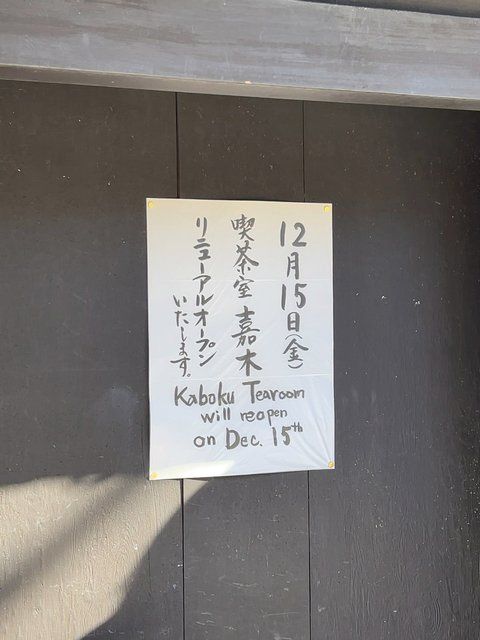 12月15日(金)
喫茶室 嘉木
リニューアルオープン
いたします。
Kaboku Tearoom
will reopen
on Dec. 15th